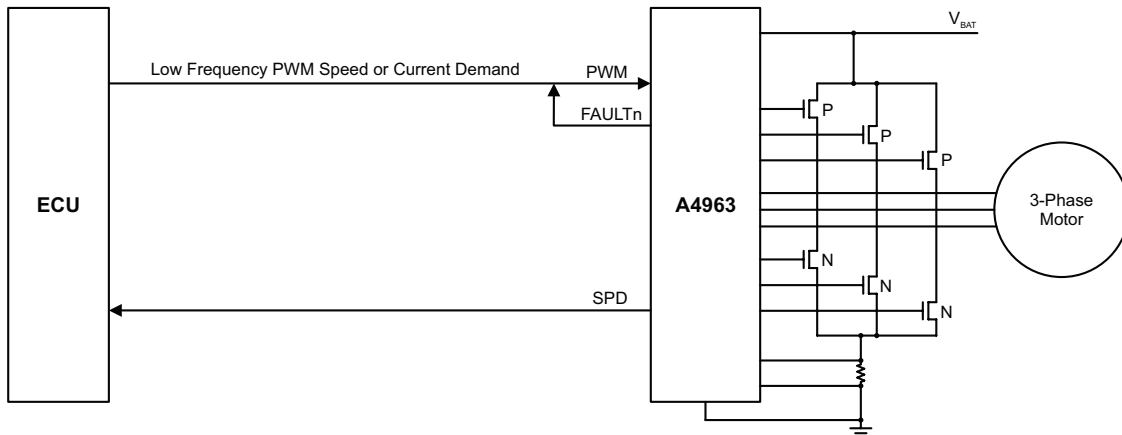 V_BAT
Low Frequency PWM Speed or Current Demand
PWM
FAULTn
P
P
P
ECU
A4963
3-Phase
Motor
N
N
N
SPD